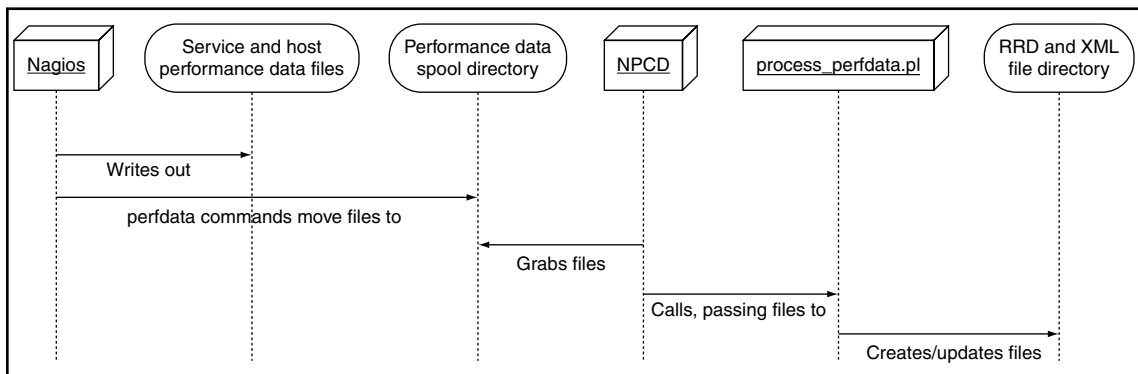 Nagios
Service and host
performance data files
Performance data
spool directory
NPCD
process_perfdata.pl
RRD and XML
file directory
Writes out
perfdata commands move files to
Grabs files
Calls, passing files to
Creates/updates files